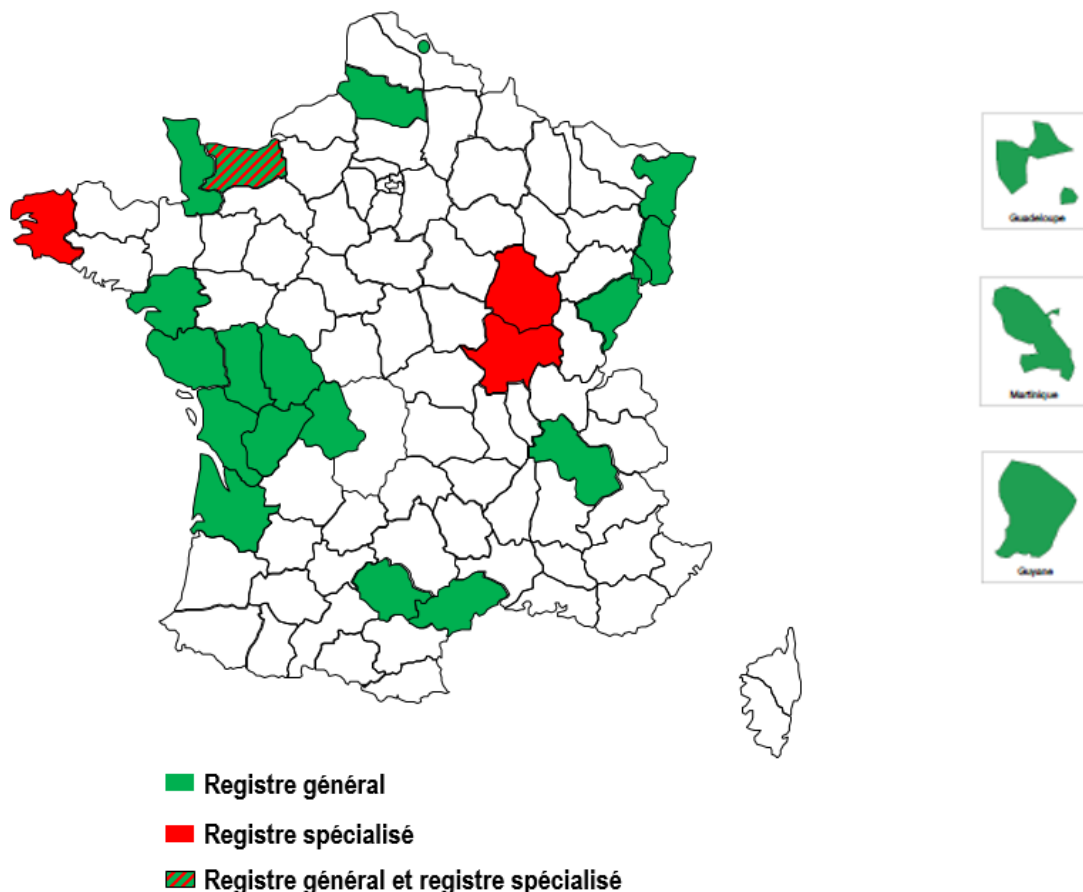 Guadeloupe
Martinique
Guyane
Registre général
Registre spécialisé
Registre général et registre spécialisé